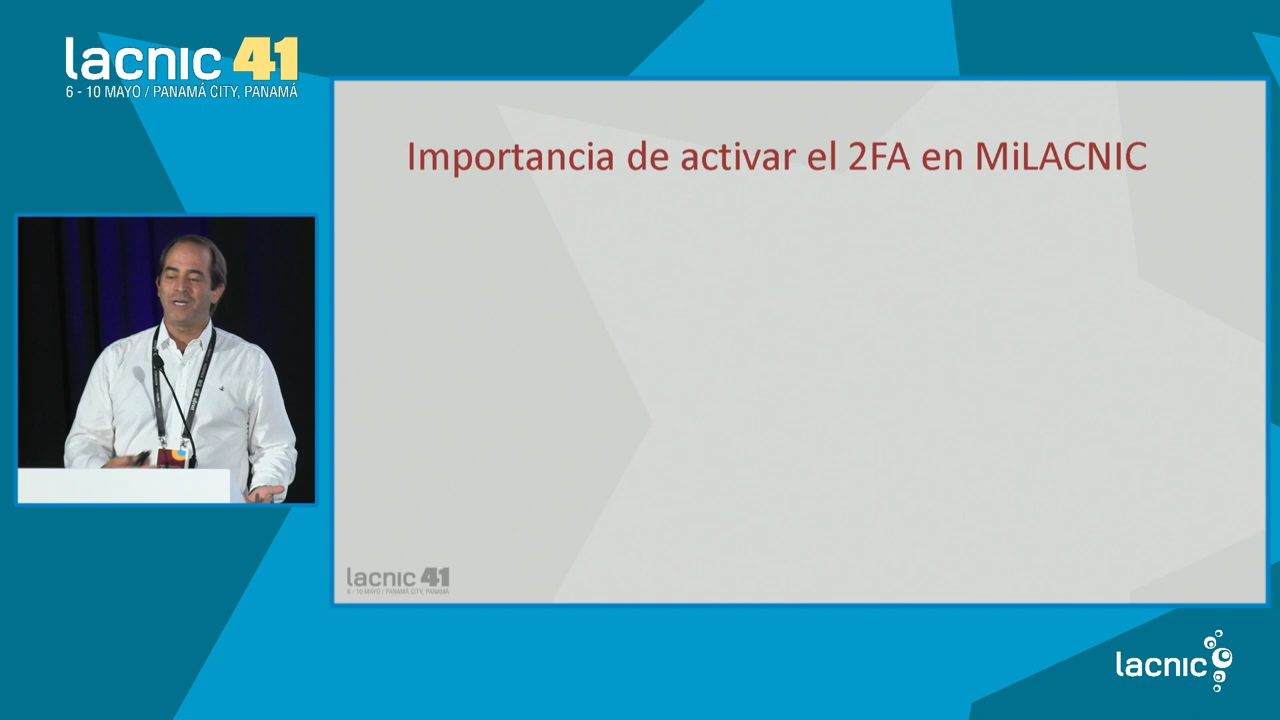 lacnic 41
6 - 10 MAYO / PANAMÁ CITY, PANAMÁ
Importancia de activar el 2FA en MiLACNIC
lacnic 41
6 - 10 MAYO / PANAMÁ CITY, PANAMÁ
lacnic